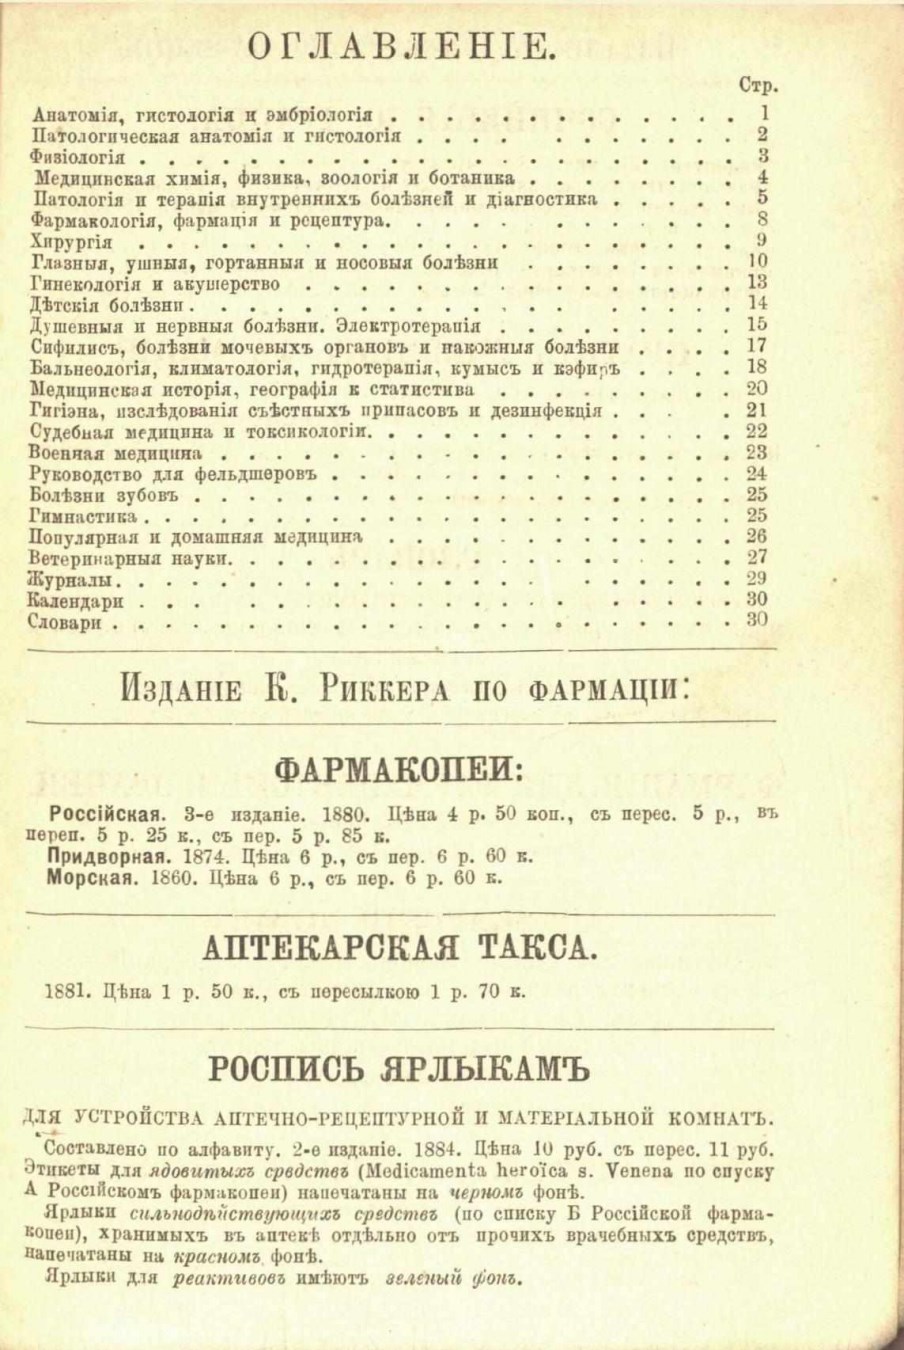 ОГЛАВЛЕНІЕ.
Стр.
Анатомія, гистологія и эмбріологія . . . . . . . . . . . . . 1
Патологическая анатомія и гистологія . . . . . . . . . . . 2
Физіологія . . . . . . . . . . . . . . . . . . . . . . 3
Медицинская химія, физика, зоологія и ботаника . . . . . . . . 4
Патологія и терапія внутреннихъ болѣзней и діагностика . . . . . 5
Фармакологія, фармація и рецептура. . . . . . . . . . . . 8
Хирургія . . . . . . . . . . . . . . . . . . . . . . 9
Глазныя, ушныя, гортанныя и носовыя болѣзни . . . . . . . . 10
Гинекологія и акушерство . . . . . . . . . . . . . . . . 13
Дѣтскія болѣзни . . . . . . . . . . . . . . . . . . . 14
Душевныя и нервныя болѣзни. Электротерапія . . . . . . . . . 15
Сифилисъ, болѣзни мочевыхъ органовъ и накожныя болѣзни . . . . 17
Бальнеологія, климатологія, гидротерапія, кумысъ и кэфиръ . . . . 18
Медицинская исторія, географія к статистива . . . . . . . . . 20
Гигіэна, изслѣдованія съѣстныхъ припасовъ и дезинфекція . . . . 21
Судебная медицина и токсикологіи. . . . . . . . . . . . . . 22
Военная медицина . . . . . . . . . . . . . . . . . . . 23
Руководство для фельдшеровъ . . . . . . . . . . . . . . . 24
Болѣзни зубовъ . . . . . . . . . . . . . . . . . . . . 25
Гимнастика . . . . . . . . . . . . . . . . . . . . . . 25
Популярная и домашняя медицина . . . . . . . . . . . . . 26
Ветеринарныя науки. . . . . . . . . . . . . . . . . . . 27
Журналы. . . . . . . . . . . . . . . . . . . . . . . 29
Календари . . . . . . . . . . . . . . . . . . . . . 30
Словари . . . . . . . . . . . . . . . . . . . . . . . 30
Изданіе К. Риккера по фармаціи:
ФАРМАКОПЕИ:
Россійская. 3-е изданіе. 1880. Цѣна 4 р. 50 коп., съ перес. 5 р., въ
переп. 5 р. 25 к., съ пер. 5 р. 85 к.
Придворная. 1874. Цѣна 6 р., съ пер. 6 р. 60 к.
Морская. 1860. Цѣна 6 р., съ пер. 6 р. 60 к.
АПТЕКАРСКАЯ ТАКСА.
1881. Цѣна 1 р. 50 к., съ пересылкою 1 р. 70 к.
РОСПИСЬ ЯРЛЫКАМЪ
ДЛЯ УСТРОЙСТВА АПТЕЧНО-РЕЦЕПТУРНОЙ И МАТЕРІАЛЬНОЙ КОМНАТЪ.
Составлено по алфавиту. 2-е изданіе. 1884. Цѣна 10 руб. съ перес. 11 руб.
Этикеты для ядовитыхъ средствъ (Medicamenta heroïca s. Venena по списку
А Россійскомъ фармакопеи) напечатаны на черномъ фонѣ.
Ярлыки сильнодѣйствующихъ средствъ (по списку Б Россійской фарма-
копеи), хранимыхъ въ аптекѣ отдѣльно отъ прочихъ врачебныхъ средствъ,
напечатаны на красномъ фонѣ.
Ярлыки для реактивовъ имѣютъ зеленый фонъ.